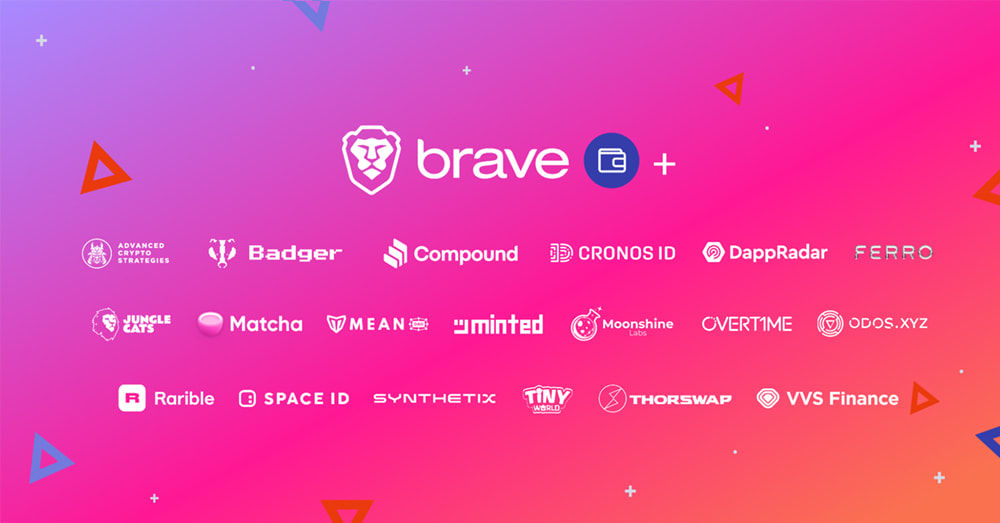 brave +
ADVANCED CRYPTO STRATEGIES Badger Compound CRONOS ID DappRadar FERRO
JUNGLE CATS Matcha MEAN minted Moonshine Labs OVERT1ME ODOS.XYZ
R Rarible SPACE ID SYNTHETIX TINY WORLD THORSWAP VVS Finance